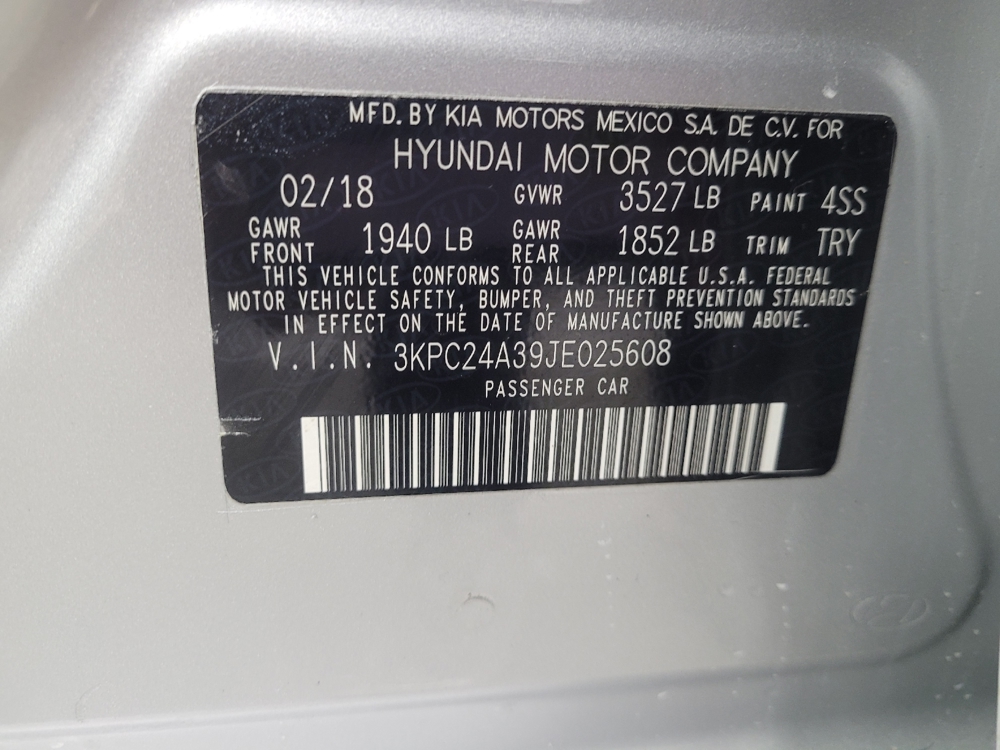 MFD. BY KIA MOTORS MEXICO S.A. DE C.V. FOR
HYUNDAI MOTOR COMPANY
02/18 GVWR 3527 LB PAINT 4SS
GAWR FRONT 1940 LB GAWR REAR 1852 LB TRIM TRY
THIS VEHICLE CONFORMS TO ALL APPLICABLE U.S.A. FEDERAL
MOTOR VEHICLE SAFETY, BUMPER, AND THEFT PREVENTION STANDARDS
IN EFFECT ON THE DATE OF MANUFACTURE SHOWN ABOVE.
V.I.N. 3KPC24A39JE025608
PASSENGER CAR